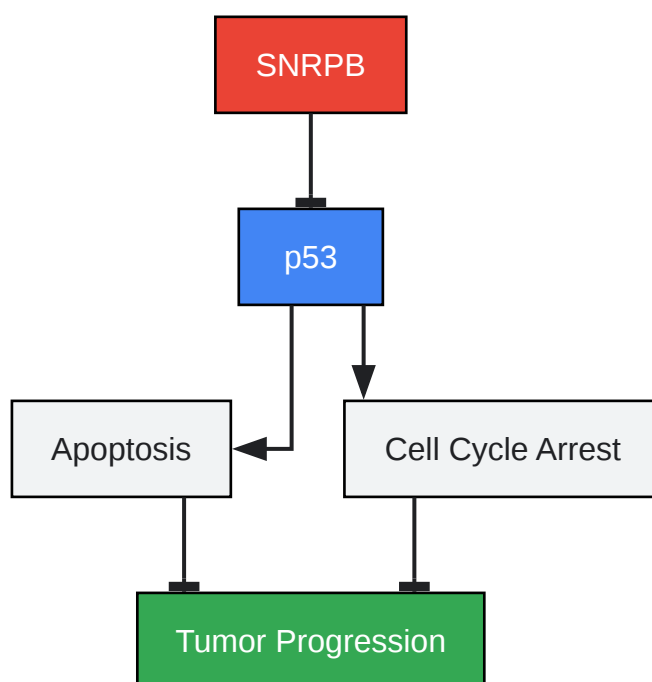 SNRPB
p53
Apoptosis
Cell Cycle Arrest
Tumor Progression